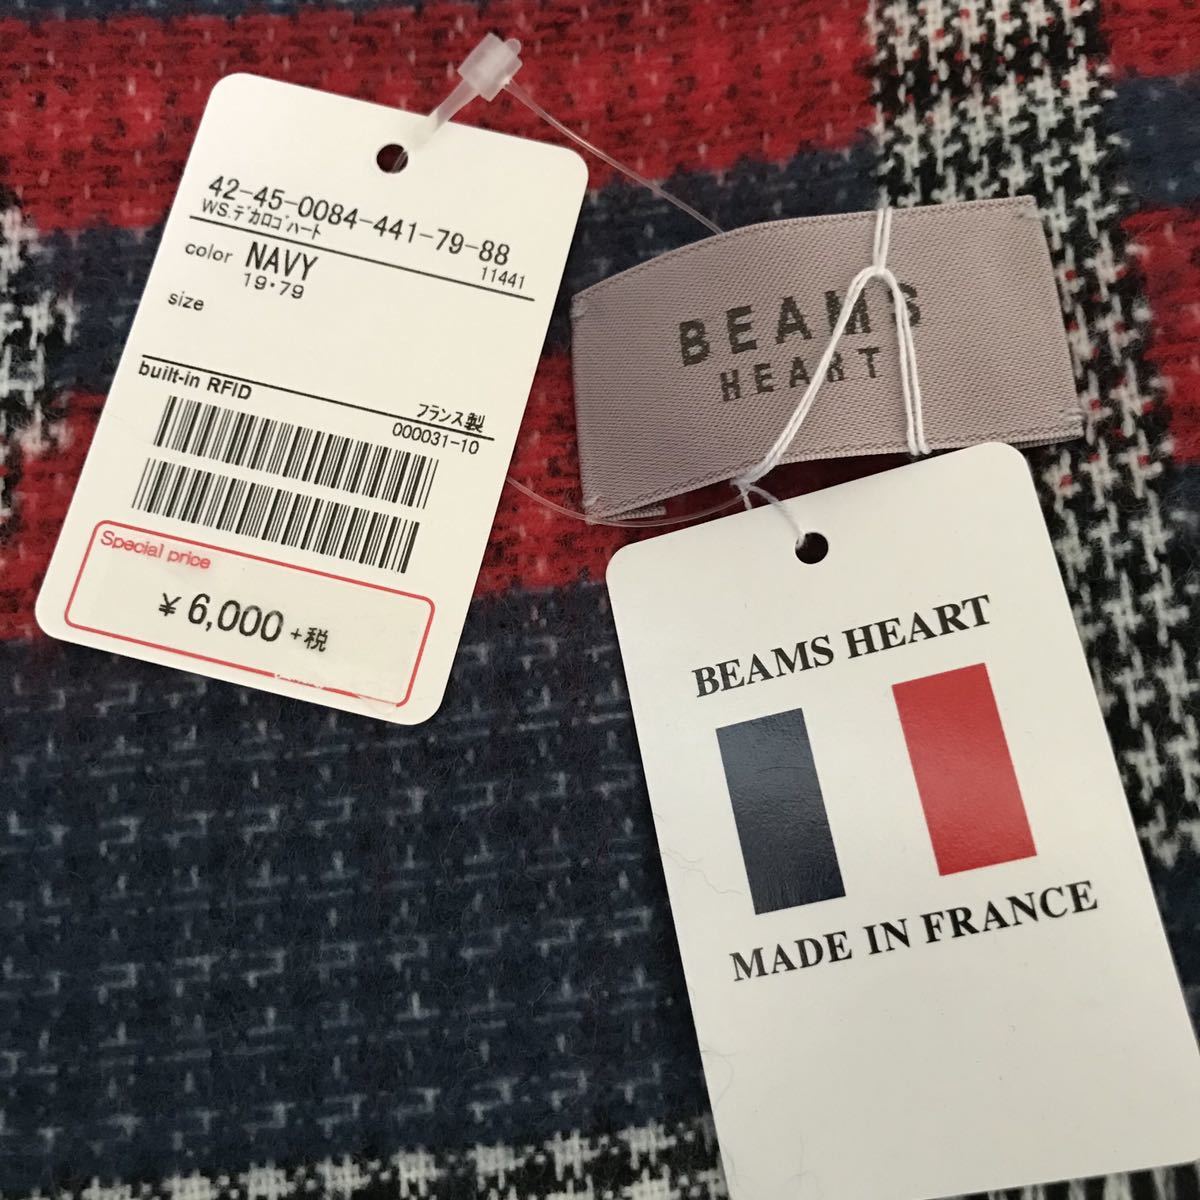 42-45-0084-441-79-88
WS.デカロゴハート
11441
color NAVY
19・79
size
built-in RFID
フランス製
000031-10
Special price
¥ 6,000 +税
BEAMS
HEART
BEAMS HEART
MADE IN FRANCE